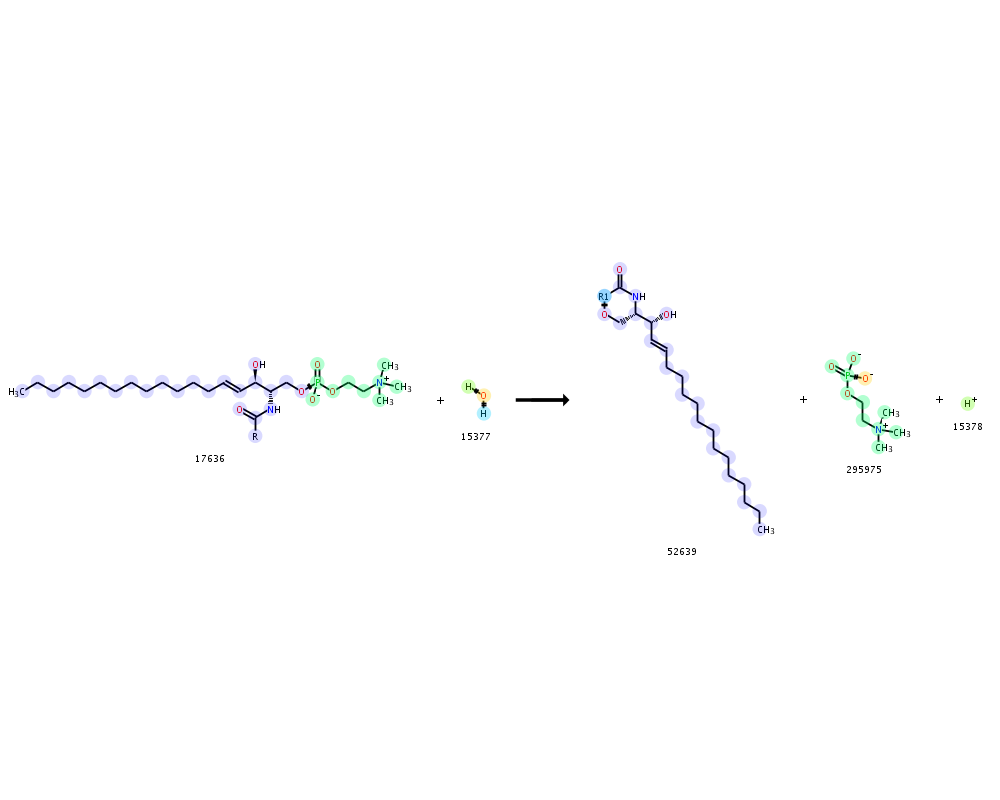 H₃C
OH
O
NH
R
O
O
P
O⁻
O
CH₃
N⁺
CH₃
CH₃
17636
+
H
O
H
15377
O
R1
NH
O
OH
CH₃
52639
+
O⁻
O
P
O⁻
O
CH₃
N⁺
CH₃
CH₃
295975
+
H⁺
15378